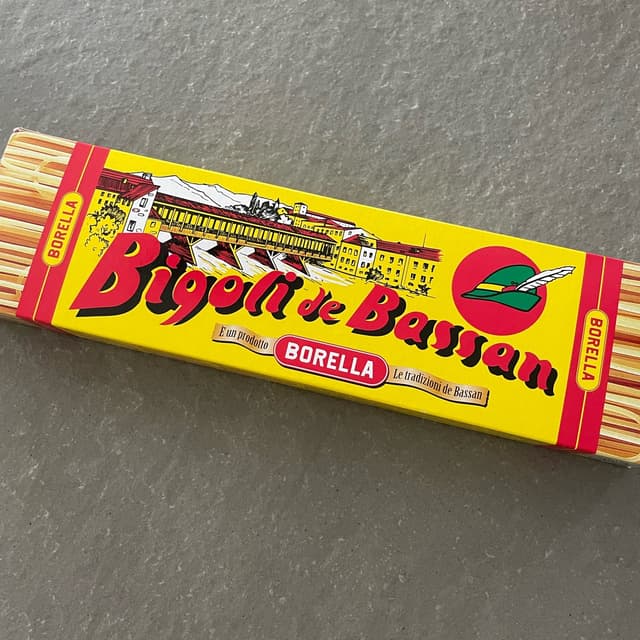 BORELLA
Bigoli de Bassan
È un prodotto
BORELLA
Le tradizioni de Bassan
BORELLA